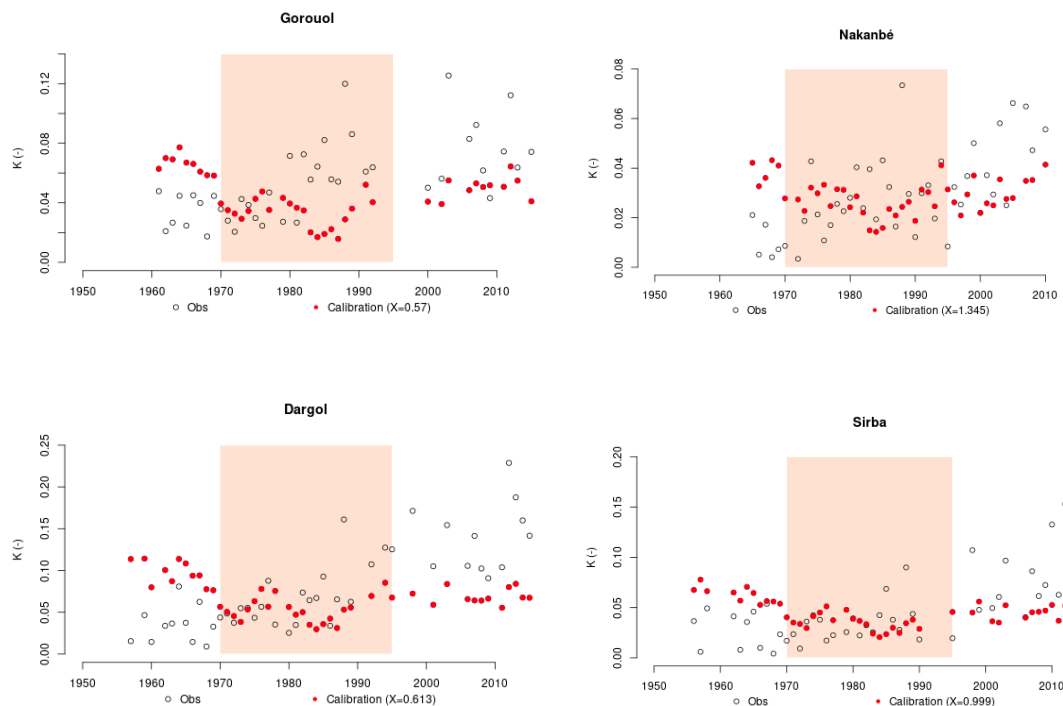 Gorouol
K (-)
0.00 0.04 0.08 0.12
1950 1960 1970 1980 1990 2000 2010
Obs Calibration (X=0.57)
Nakanbé
K (-)
0.00 0.02 0.04 0.06 0.08
1950 1960 1970 1980 1990 2000 2010
Obs Calibration (X=1.345)
Dargol
K (-)
0.00 0.05 0.10 0.15 0.20 0.25
1950 1960 1970 1980 1990 2000 2010
Obs Calibration (X=0.613)
Sirba
K (-)
0.00 0.05 0.10 0.15 0.20
1950 1960 1970 1980 1990 2000 2010
Obs Calibration (X=0.999)